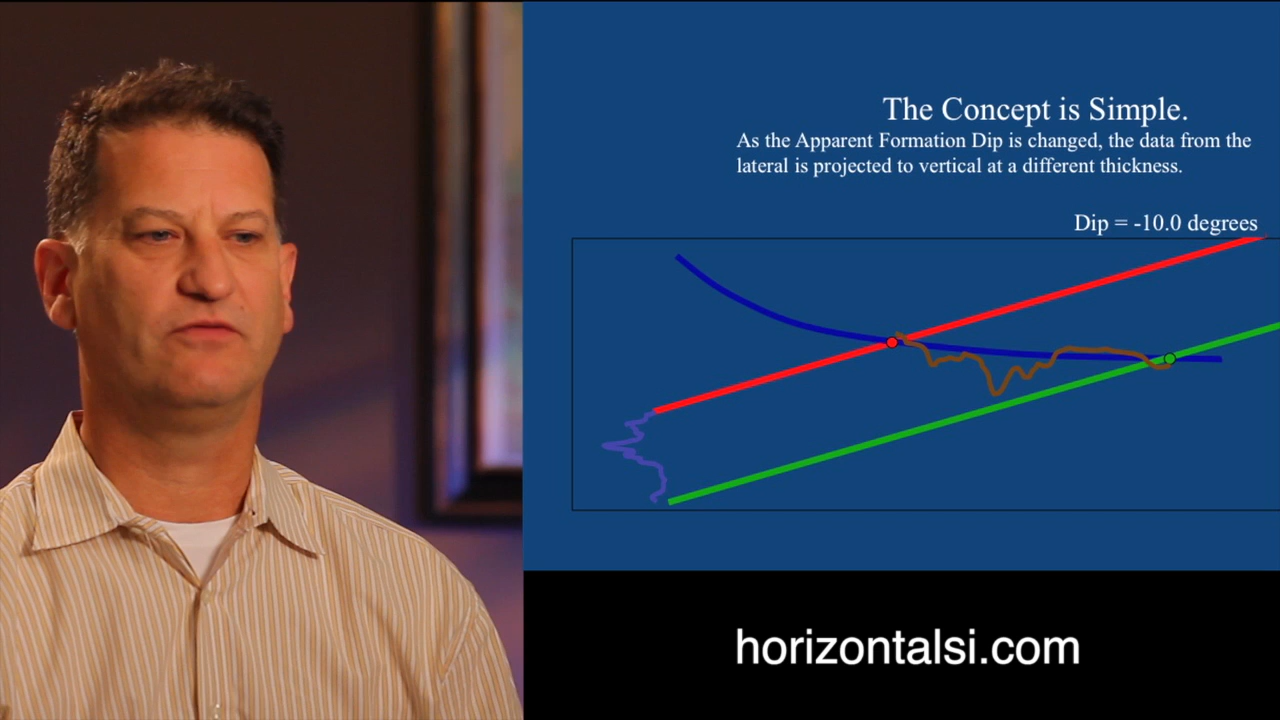 The Concept is Simple.
As the Apparent Formation Dip is changed, the data from the
lateral is projected to vertical at a different thickness.
Dip = -10.0 degrees
horizontalsi.com